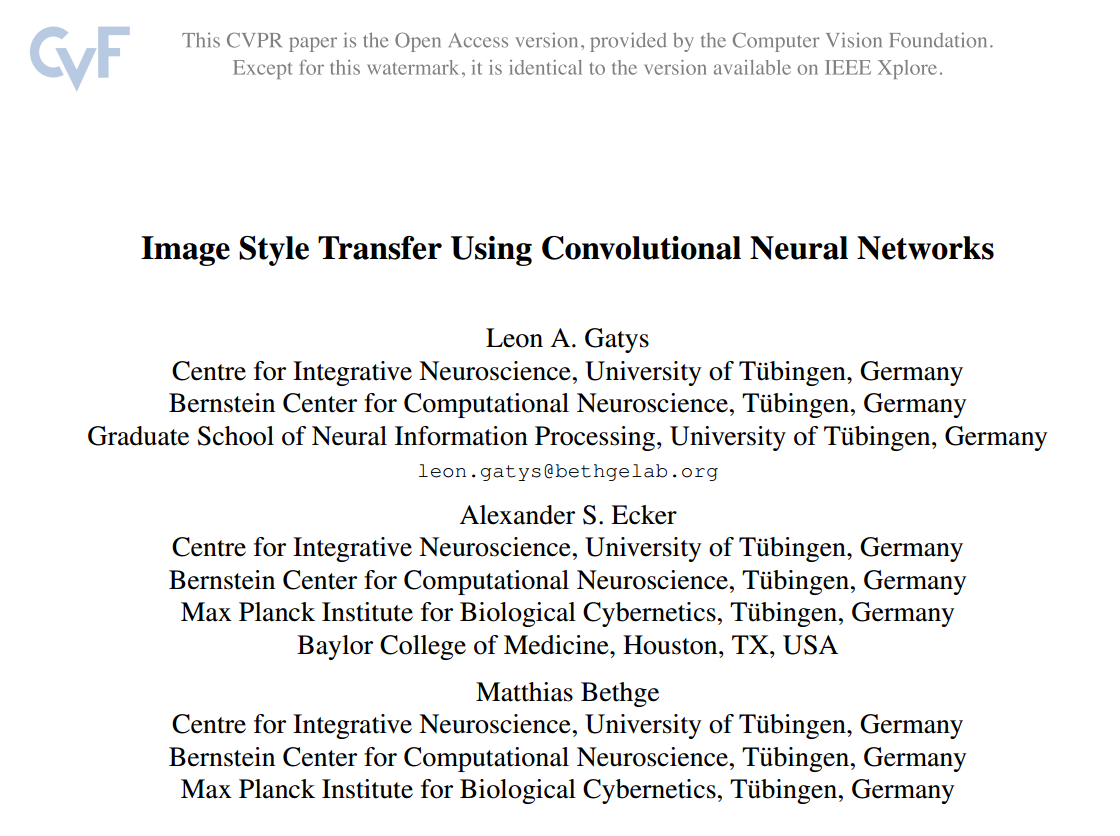 CVF
This CVPR paper is the Open Access version, provided by the Computer Vision Foundation.
Except for this watermark, it is identical to the version available on IEEE Xplore.
Image Style Transfer Using Convolutional Neural Networks
Leon A. Gatys
Centre for Integrative Neuroscience, University of Tübingen, Germany
Bernstein Center for Computational Neuroscience, Tübingen, Germany
Graduate School of Neural Information Processing, University of Tübingen, Germany
leon.gatys@bethgelab.org
Alexander S. Ecker
Centre for Integrative Neuroscience, University of Tübingen, Germany
Bernstein Center for Computational Neuroscience, Tübingen, Germany
Max Planck Institute for Biological Cybernetics, Tübingen, Germany
Baylor College of Medicine, Houston, TX, USA
Matthias Bethge
Centre for Integrative Neuroscience, University of Tübingen, Germany
Bernstein Center for Computational Neuroscience, Tübingen, Germany
Max Planck Institute for Biological Cybernetics, Tübingen, Germany